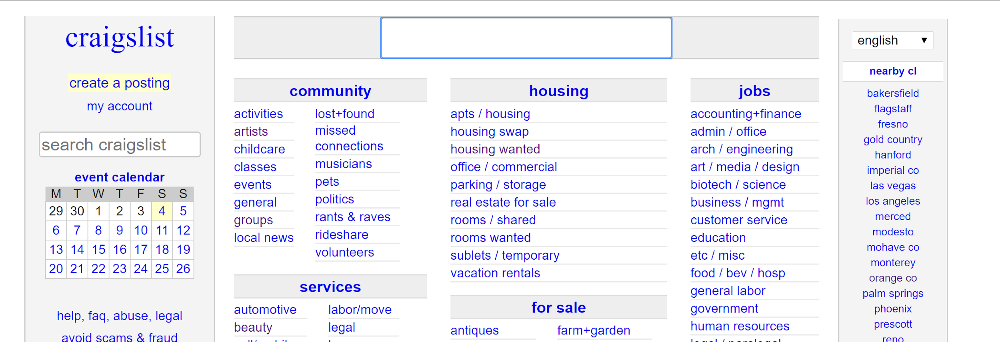 craigslist
create a posting
my account
search craigslist
event calendar
M T W T F S S
29 30 1 2 3 4 5
6 7 8 9 10 11 12
13 14 15 16 17 18 19
20 21 22 23 24 25 26
help, faq, abuse, legal
avoid scams & fraud
community
activities
artists
childcare
classes
events
general
groups
local news
lost+found
missed
connections
musicians
pets
politics
rants & raves
rideshare
volunteers
services
automotive
beauty
labor/move
legal
housing
apts / housing
housing swap
housing wanted
office / commercial
parking / storage
real estate for sale
rooms / shared
rooms wanted
sublets / temporary
vacation rentals
for sale
antiques
farm+garden
jobs
accounting+finance
admin / office
arch / engineering
art / media / design
biotech / science
business / mgmt
customer service
education
etc / misc
food / bev / hosp
general labor
government
human resources
legal / paralegal
english
nearby cl
bakersfield
flagstaff
fresno
gold country
hanford
imperial co
las vegas
los angeles
merced
modesto
mohave co
monterey
orange co
palm springs
phoenix
prescott
reno